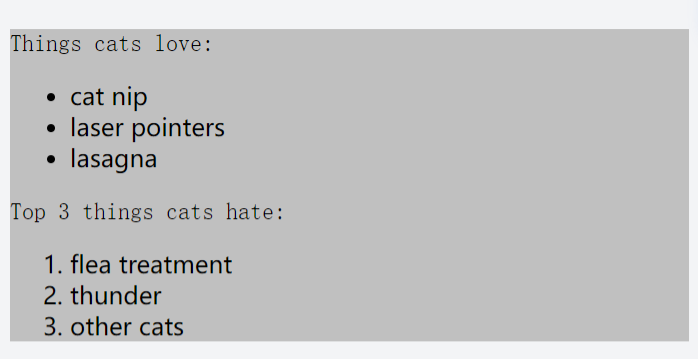 Things cats love:
• cat nip
• laser pointers
• lasagna
Top 3 things cats hate:
1. flea treatment
2. thunder
3. other cats